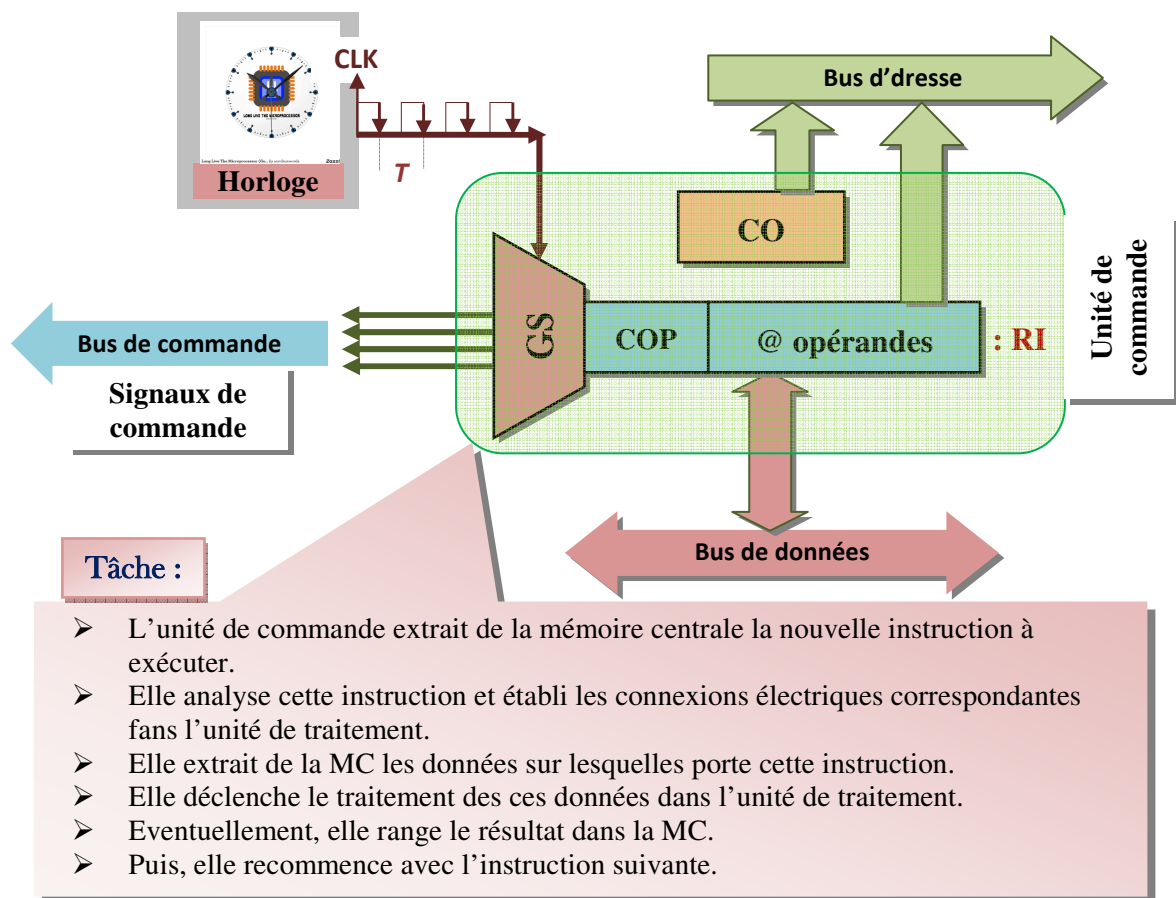 CLK
LONG LIVE THE MICROPROCESSOR
Horloge
T
Bus d’dresse
CO
Unité de
commande
GS
COP
@ opérandes
: RI
Bus de commande
Signaux de
commande
Bus de données
Tâche :
➢ L’unité de commande extrait de la mémoire centrale la nouvelle instruction à
exécuter.
➢ Elle analyse cette instruction et établi les connexions électriques correspondantes
fans l’unité de traitement.
➢ Elle extrait de la MC les données sur lesquelles porte cette instruction.
➢ Elle déclenche le traitement des ces données dans l’unité de traitement.
➢ Eventuellement, elle range le résultat dans la MC.
➢ Puis, elle recommence avec l’instruction suivante.